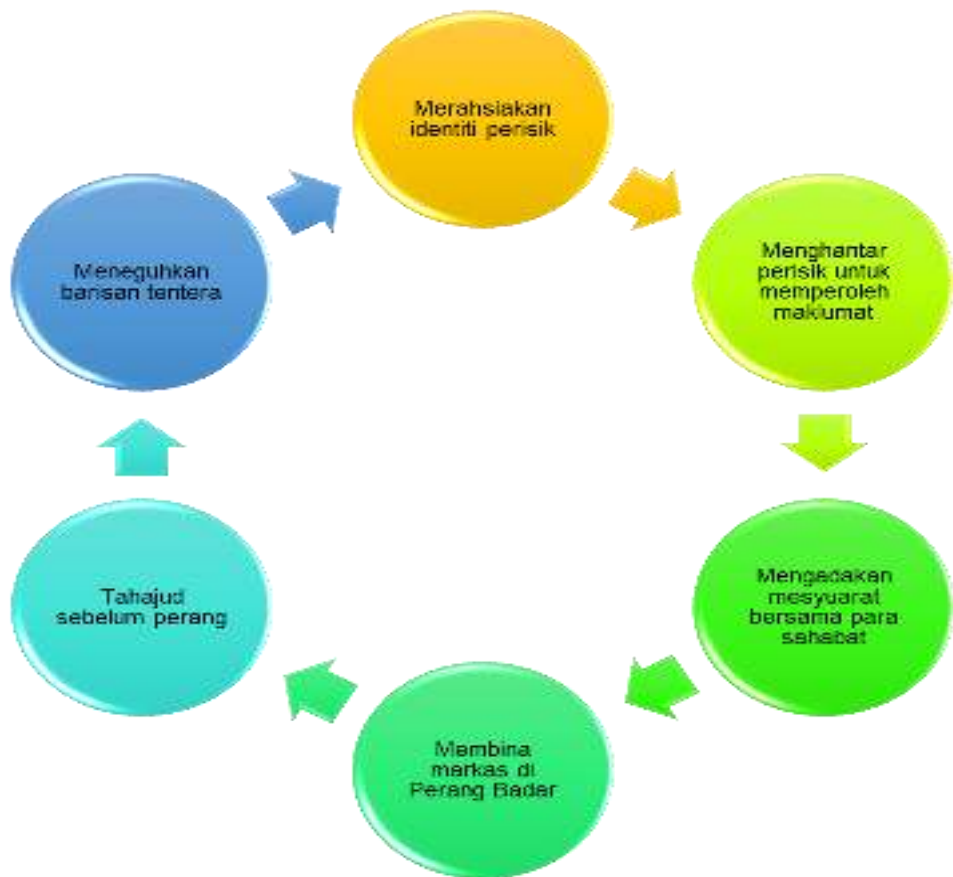 Merahsiakan
identiti perisik
Menghantar
perisik untuk
memperoleh
maklumat
Mengadakan
mesyuarat
bersama para
sahabat
Membina
markas di
Perang Badar
Tahajud
sebelum perang
Meneguhkan
barisan tentera